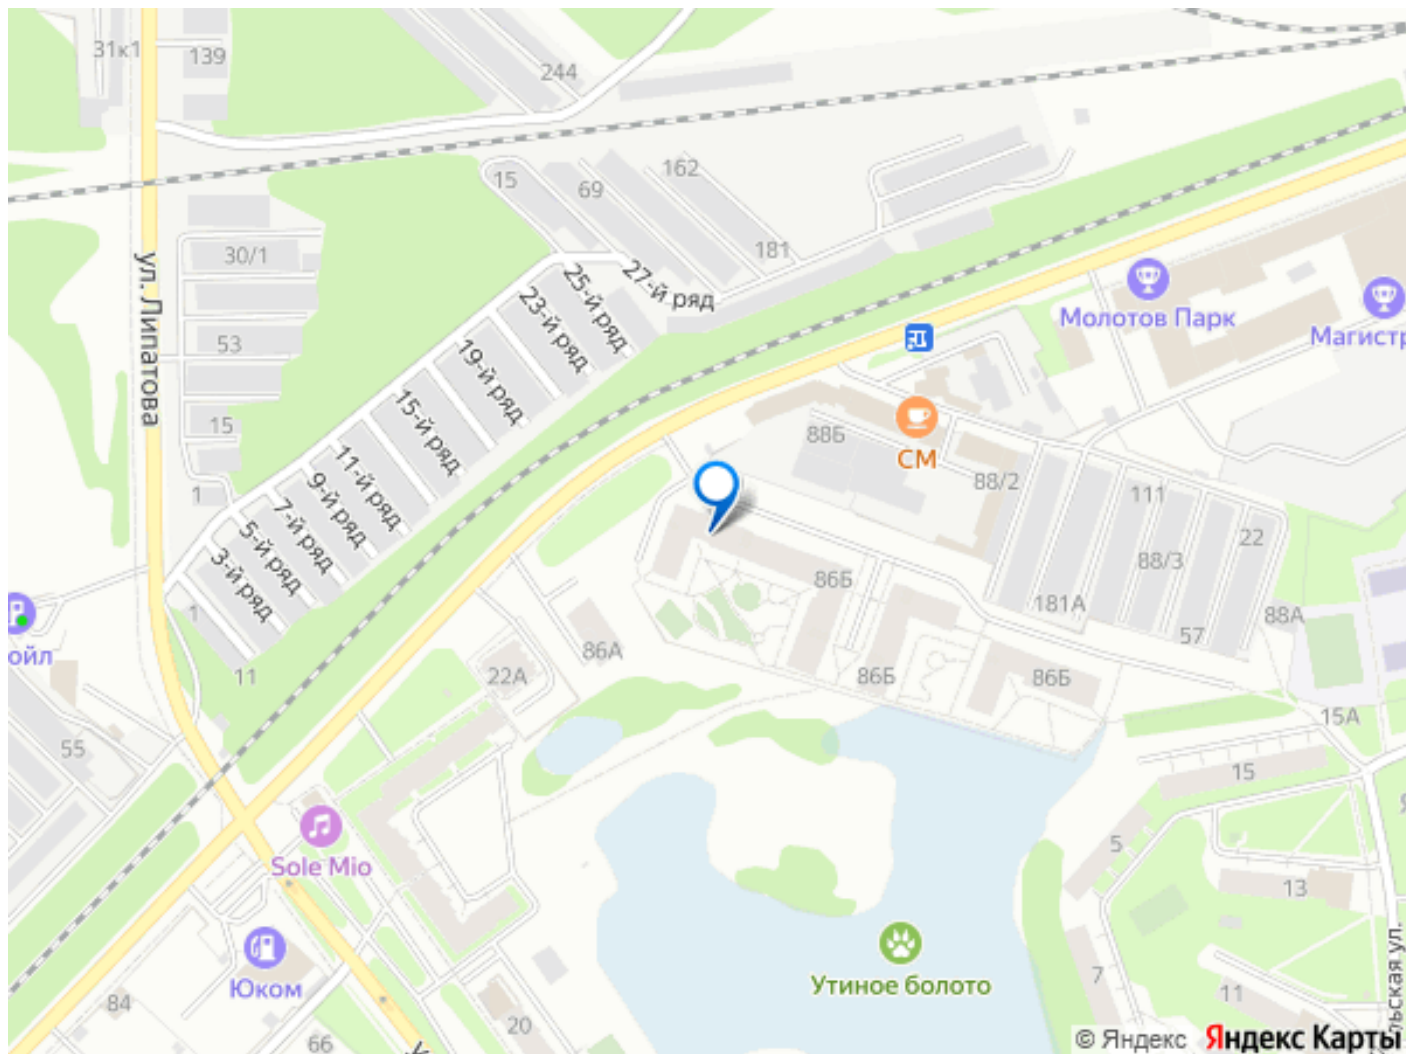 31к1
139
244
162
15
69
181
30/1
27-й ряд
25-й ряд
23-й ряд
ул. Липатова
53
19-й ряд
15-й ряд
15
11-й ряд
9-й ряд
7-й ряд
5-й ряд
3-й ряд
1
1
11
Молотов Парк
Магистр
88Б
СМ
88/2
111
22
88/3
181А
57
88А
86Б
86А
86Б
86Б
22А
ойл
55
15А
15
5
13
Sole Mio
Юком
84
66
20
Утиное болото
7
11
льская ул.
© Яндекс
Яндекс Карты